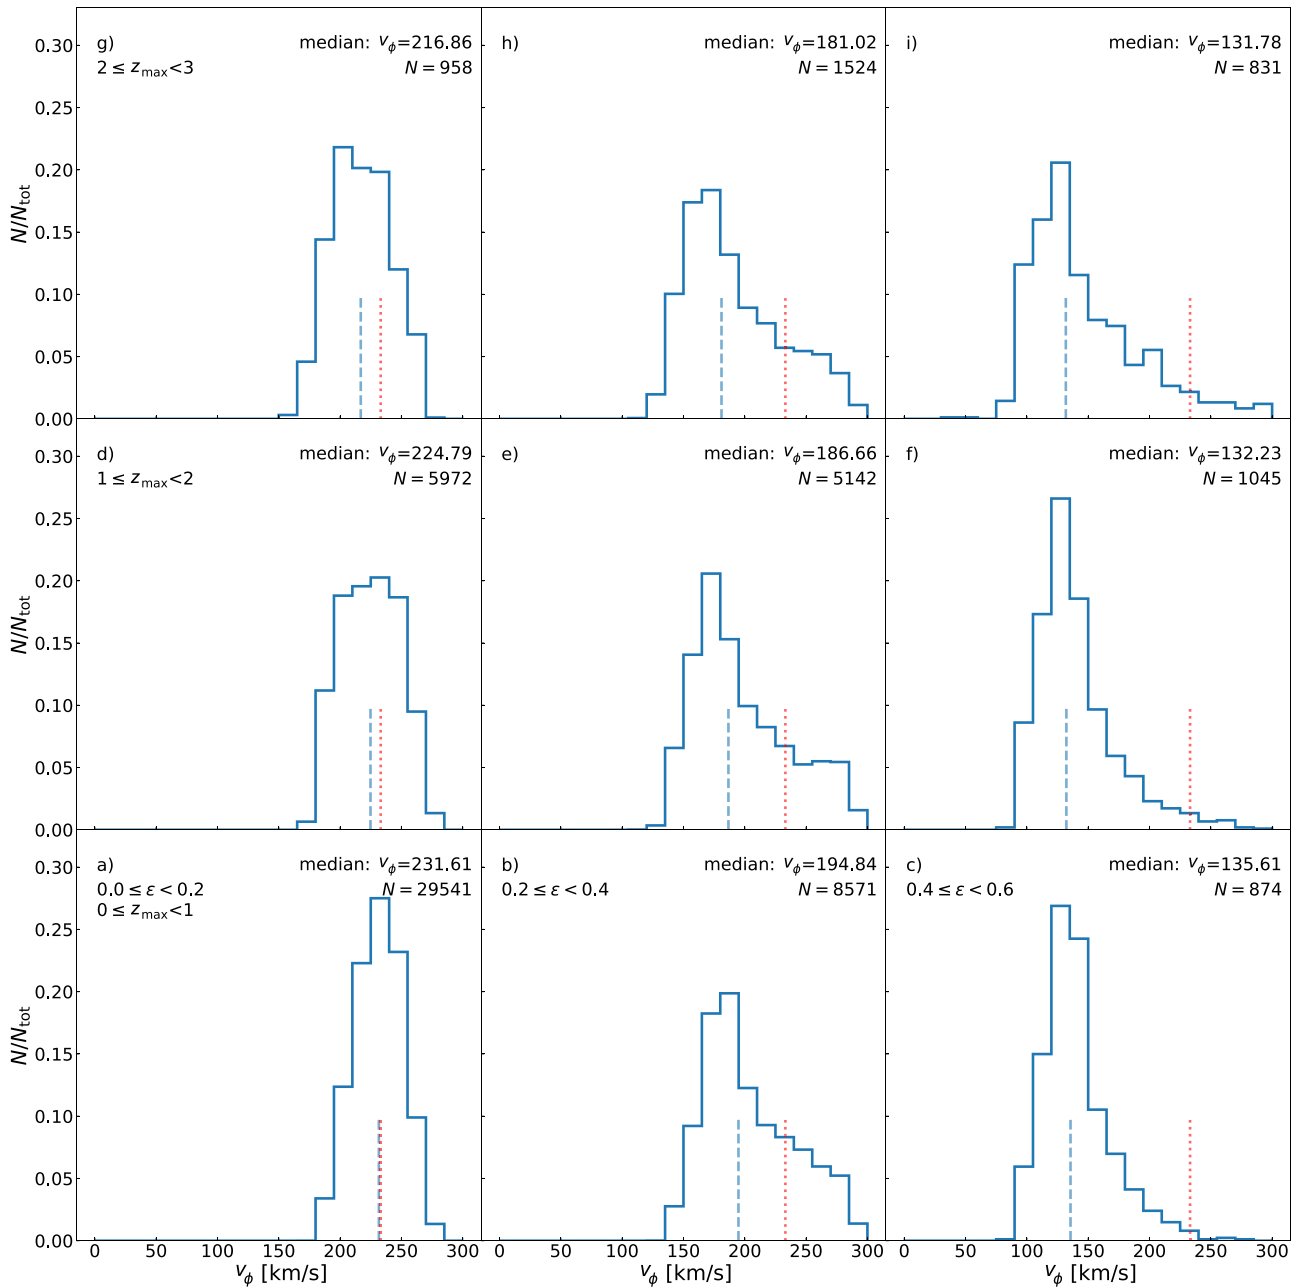 g)
median: v_ϕ=216.86
2 ≤ z_max<3
N = 958
h)
median: v_ϕ=181.02
N = 1524
i)
median: v_ϕ=131.78
N = 831
0.30
0.25
0.20
0.15
0.10
0.05
0.00
N/N_tot
d)
median: v_ϕ=224.79
1 ≤ z_max<2
N = 5972
e)
median: v_ϕ=186.66
N = 5142
f)
median: v_ϕ=132.23
N = 1045
0.30
0.25
0.20
0.15
0.10
0.05
0.00
N/N_tot
a)
median: v_ϕ=231.61
0.0 ≤ ε < 0.2
N = 29541
0 ≤ z_max<1
b)
median: v_ϕ=194.84
0.2 ≤ ε < 0.4
N = 8571
c)
median: v_ϕ=135.61
0.4 ≤ ε < 0.6
N = 874
0.30
0.25
0.20
0.15
0.10
0.05
0.00
N/N_tot
0 50 100 150 200 250 300
0 50 100 150 200 250 300
0 50 100 150 200 250 300
v_ϕ [km/s]
v_ϕ [km/s]
v_ϕ [km/s]